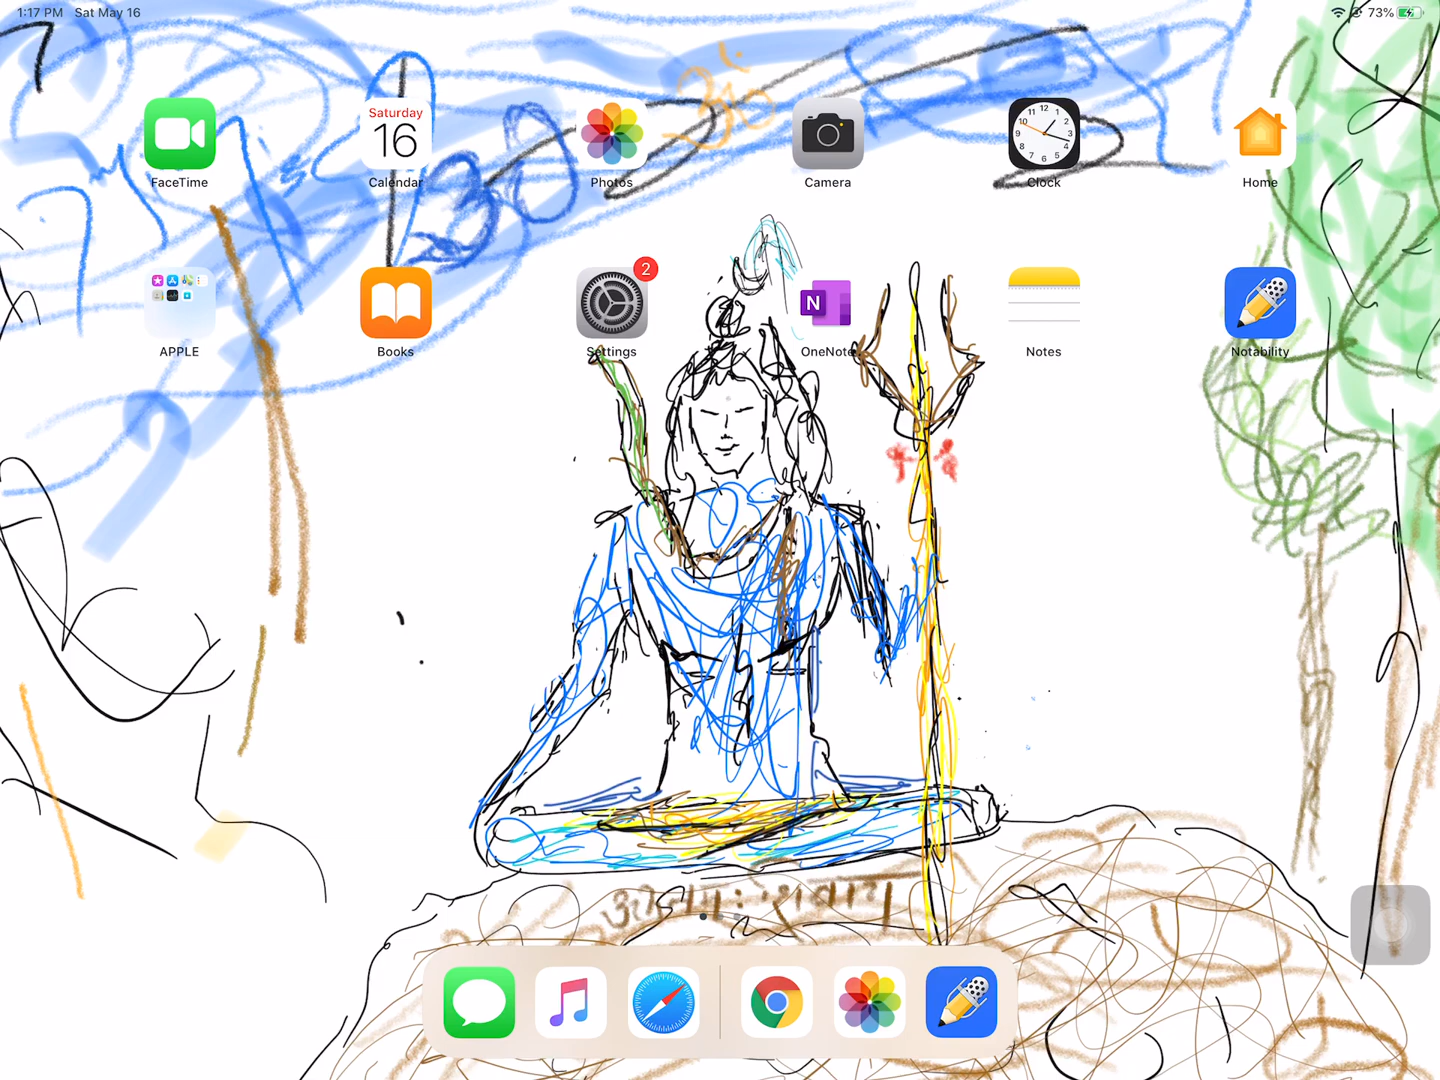 1:17 PM Sat May 16 73%
ॐ
Saturday
16
FaceTime Calendar Photos Camera Clock Home
2
N
APPLE Books Settings OneNote Notes Notability